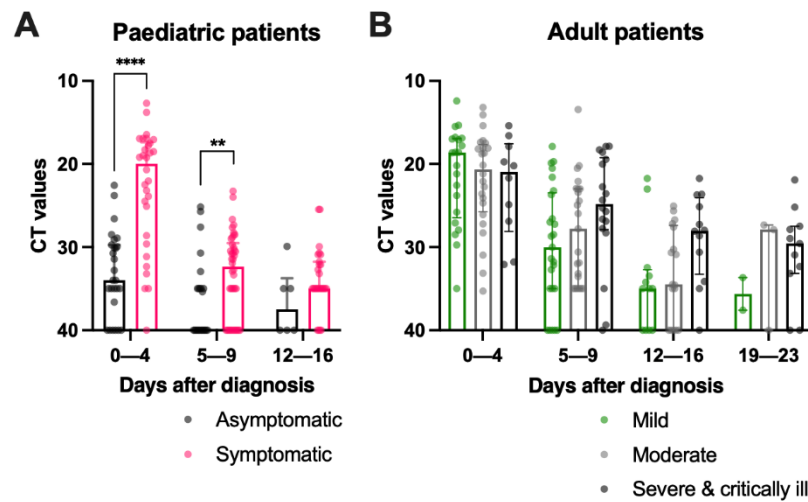 A
Paediatric patients
****
**
10
20
30
40
CT values
0—4
5—9
12—16
Days after diagnosis
Asymptomatic
Symptomatic
B
Adult patients
10
20
30
40
CT values
0—4
5—9
12—16
19—23
Days after diagnosis
Mild
Moderate
Severe & critically ill